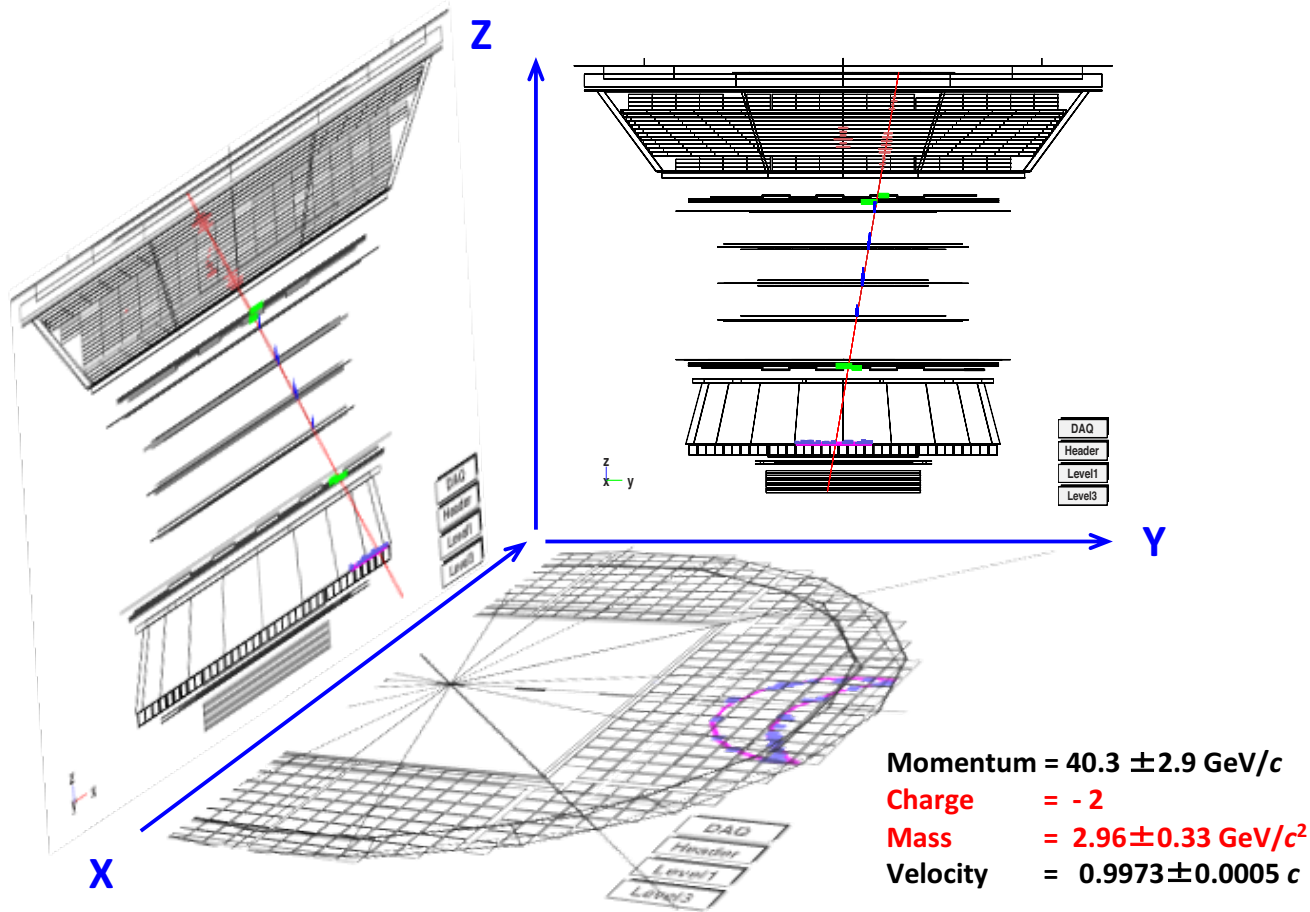 Z
DAQ
Header
Level1
Level3
z
x y
DAQ
Header
Level1
Level3
Y
z
y x
X
DAQ
Header
Level1
Level3
Momentum = 40.3 ±2.9 GeV/c
Charge = - 2
Mass = 2.96±0.33 GeV/c²
Velocity = 0.9973±0.0005 c